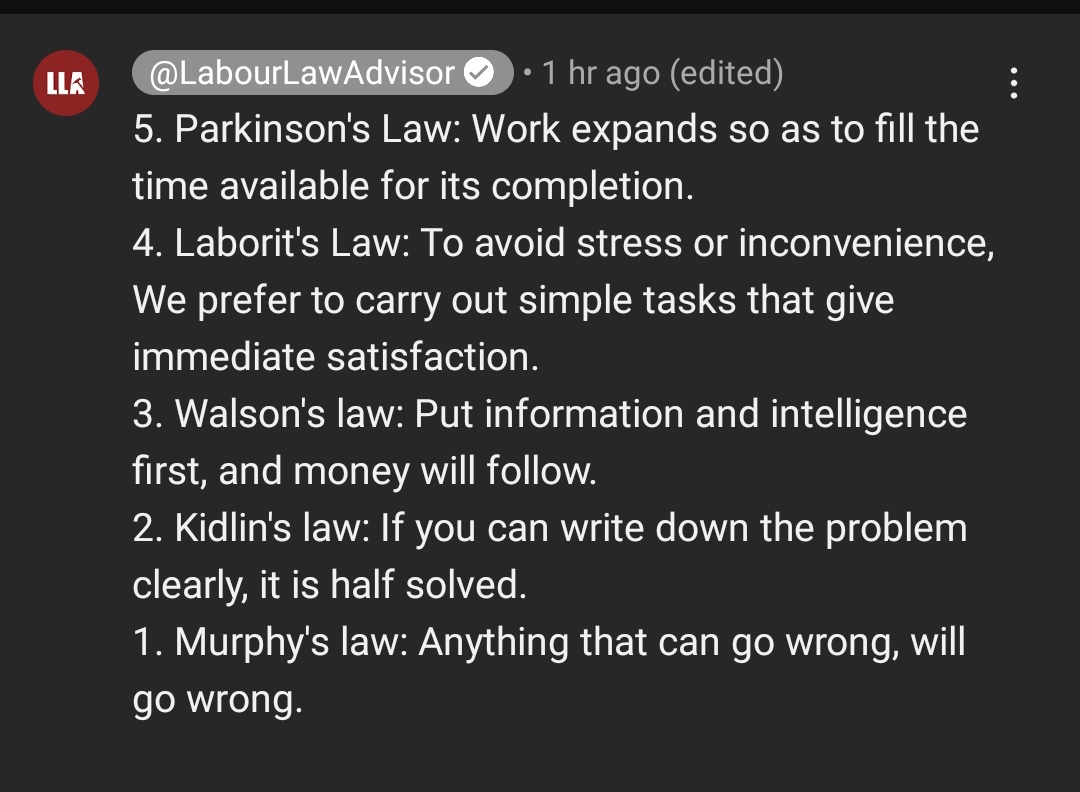 LLA
@LabourLawAdvisor • 1 hr ago (edited)
5. Parkinson's Law: Work expands so as to fill the
time available for its completion.
4. Laborit's Law: To avoid stress or inconvenience,
We prefer to carry out simple tasks that give
immediate satisfaction.
3. Walson's law: Put information and intelligence
first, and money will follow.
2. Kidlin's law: If you can write down the problem
clearly, it is half solved.
1. Murphy's law: Anything that can go wrong, will
go wrong.